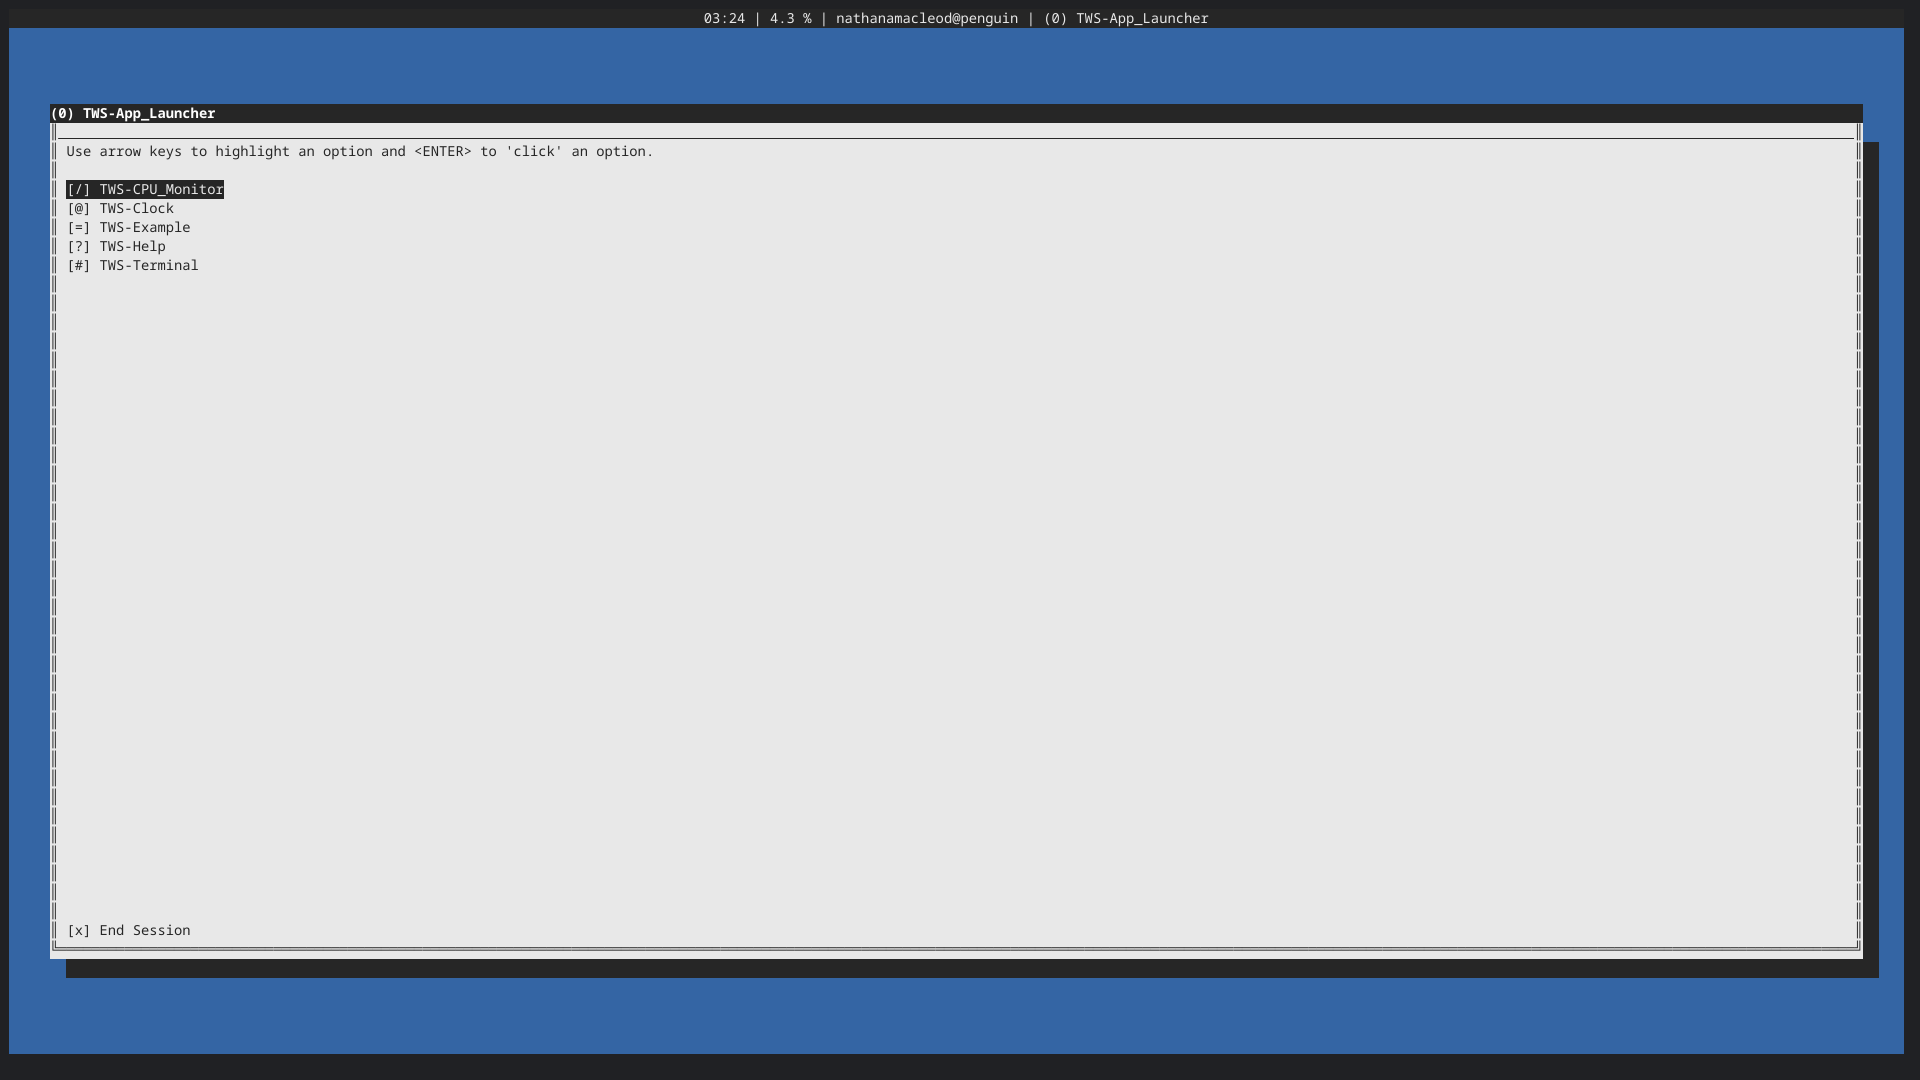 03:24 | 4.3 % | nathanamacleod@penguin | (0) TWS-App_Launcher
(0) TWS-App_Launcher
Use arrow keys to highlight an option and <ENTER> to 'click' an option.
[/] TWS-CPU_Monitor
[@] TWS-Clock
[=] TWS-Example
[?] TWS-Help
[#] TWS-Terminal
[x] End Session